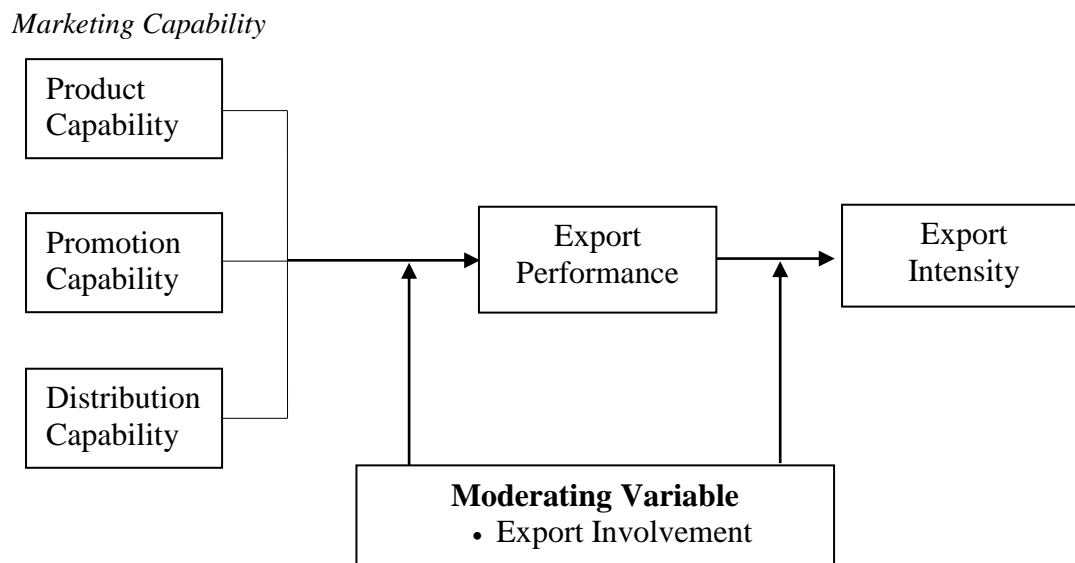 Marketing Capability
Product
Capability
Promotion
Capability
Distribution
Capability
Export
Performance
Export
Intensity
Moderating Variable
• Export Involvement